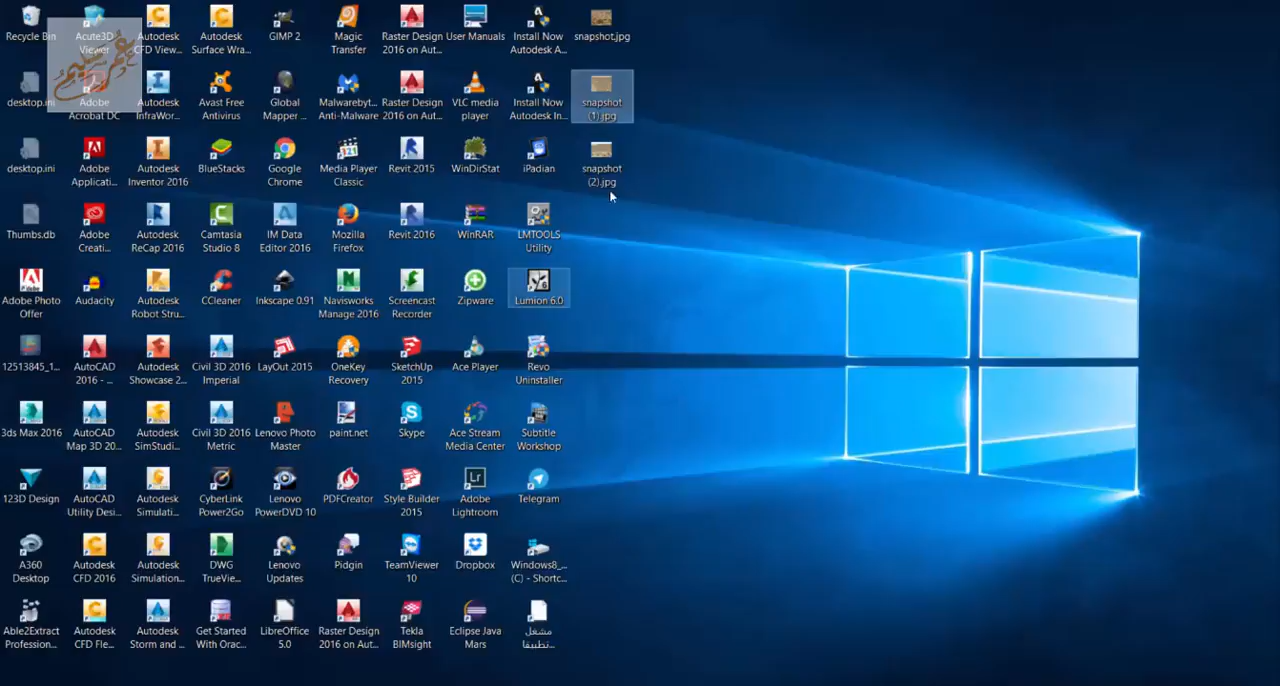 Recycle Bin
Acute3D
Viewer
Autodesk
CFD View...
Autodesk
Surface Wra...
GIMP 2
Magic
Transfer
Raster Design
2016 on Aut...
User Manuals
Install Now
Autodesk A...
snapshot.jpg
desktop.ini
Adobe
Acrobat DC
Autodesk
InfraWor...
Avast Free
Antivirus
Global
Mapper ...
Malwarebyt...
Anti-Malware
Raster Design
2016 on Aut...
VLC media
player
Install Now
Autodesk In...
snapshot
(1).jpg
desktop.ini
Adobe
Applicati...
Autodesk
Inventor 2016
BlueStacks
Google
Chrome
Media Player
Classic
Revit 2015
WinDirStat
iPadian
snapshot
(2).jpg
Thumbs.db
Adobe
Creati...
Autodesk
ReCap 2016
Camtasia
Studio 8
IM Data
Editor 2016
Mozilla
Firefox
Revit 2016
WinRAR
LMTOOLS
Utility
Adobe Photo
Offer
Audacity
Autodesk
Robot Stru...
CCleaner
Inkscape 0.91
Navisworks
Manage 2016
Screencast
Recorder
Zipware
Lumion 6.0
12513845_1...
AutoCAD
2016 - ...
Autodesk
Showcase 2...
Civil 3D 2016
Imperial
LayOut 2015
OneKey
Recovery
SketchUp
2015
Ace Player
Revo
Uninstaller
3ds Max 2016
AutoCAD
Map 3D 20...
Autodesk
SimStudi...
Civil 3D 2016
Metric
Lenovo Photo
Master
paint.net
Skype
Ace Stream
Media Center
Subtitle
Workshop
123D Design
AutoCAD
Utility Desi...
Autodesk
Simulati...
CyberLink
Power2Go
Lenovo
PowerDVD 10
PDFCreator
Style Builder
2015
Adobe
Lightroom
Telegram
A360
Desktop
Autodesk
CFD 2016
Autodesk
Simulation...
DWG
TrueVie...
Lenovo
Updates
Pidgin
TeamViewer
10
Dropbox
Windows8_...
(C) - Shortc...
Able2Extract
Profession...
Autodesk
CFD Fle...
Autodesk
Storm and ...
Get Started
With Orac...
LibreOffice
5.0
Raster Design
2016 on Aut...
Tekla
BIMsight
Eclipse Java
Mars
مشغل
تطبيقا...